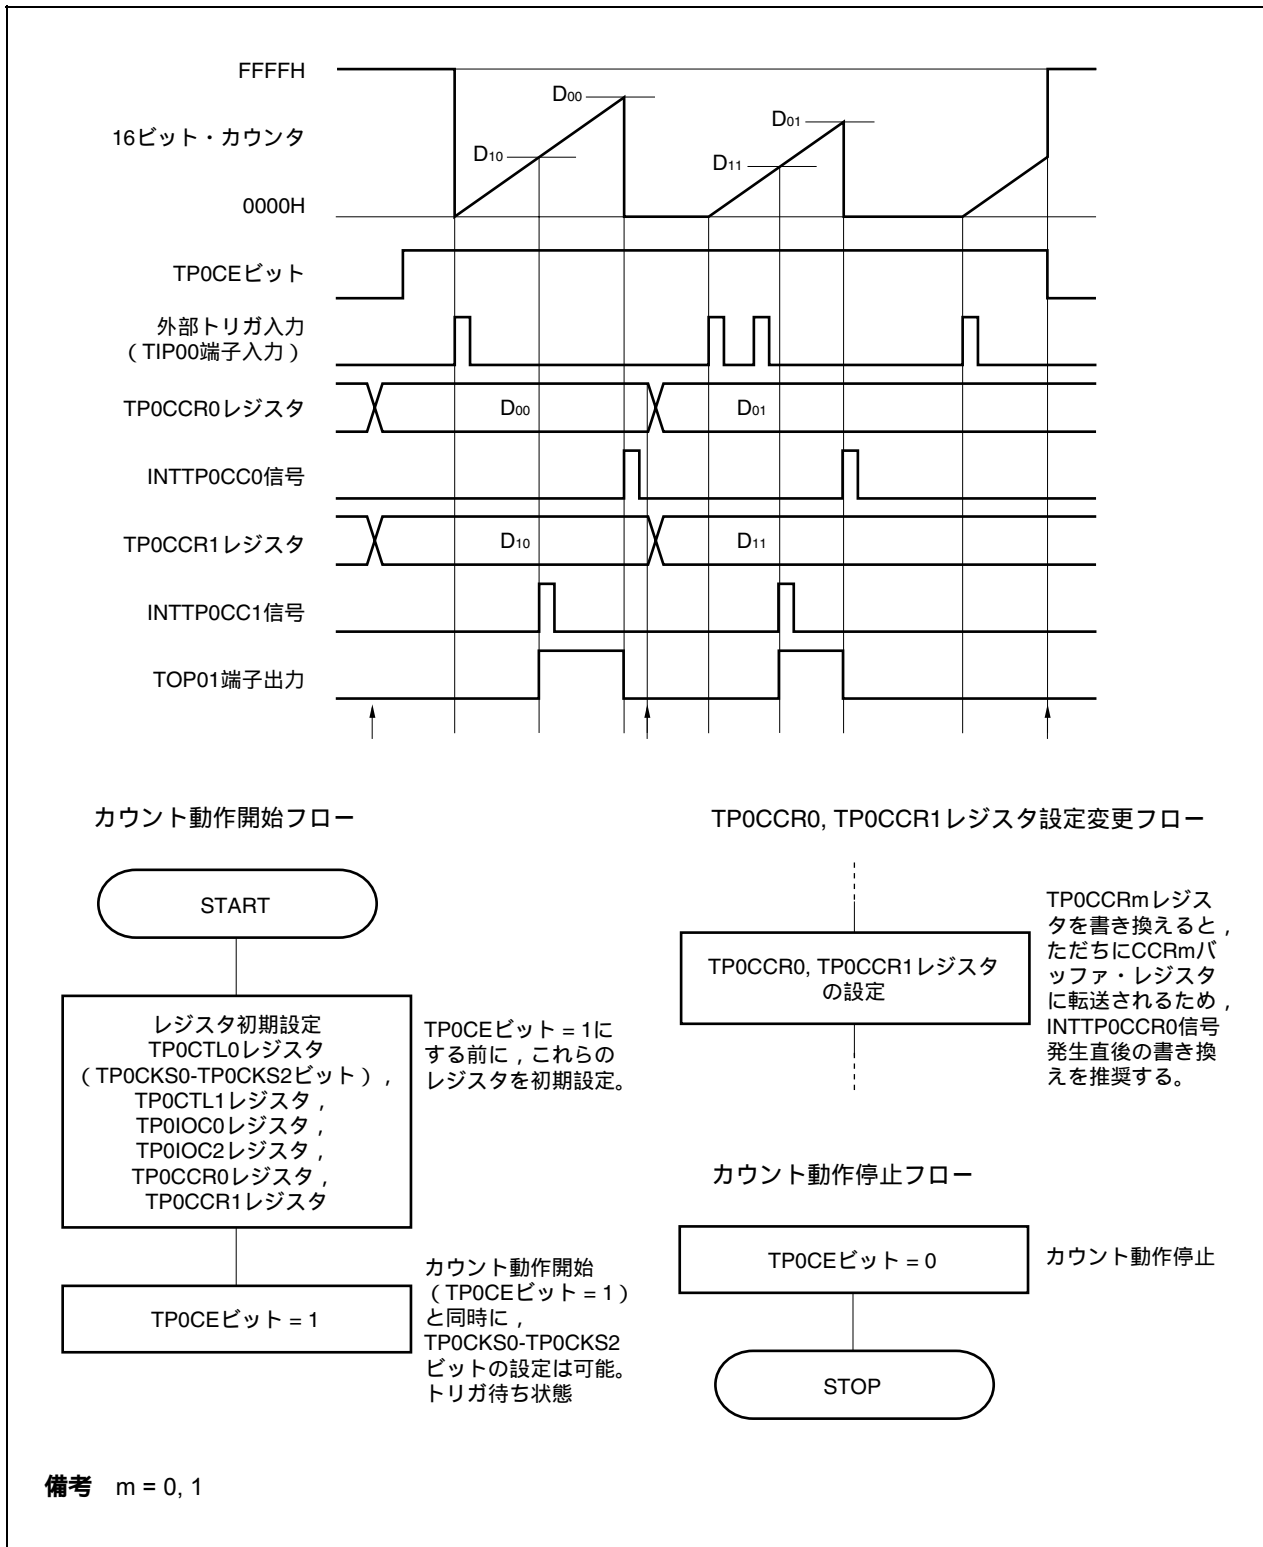 FFFFH
D00
16ビット・カウンタ
D01
D10
D11
0000H
TP0CEビット
外部トリガ入力
（TIP00端子入力）
TP0CCR0レジスタ
D00
D01
INTTP0CC0信号
TP0CCR1レジスタ
D10
D11
INTTP0CC1信号
TOP01端子出力
カウント動作開始フロー
START
レジスタ初期設定
TP0CTL0レジスタ
（TP0CKS0-TP0CKS2ビット）,
TP0CTL1レジスタ，
TP0IOC0レジスタ，
TP0IOC2レジスタ，
TP0CCR0レジスタ，
TP0CCR1レジスタ
TP0CEビット = 1に
する前に，これらの
レジスタを初期設定。
TP0CEビット = 1
カウント動作開始
（TP0CEビット = 1）
と同時に，
TP0CKS0-TP0CKS2
ビットの設定は可能。
トリガ待ち状態
TP0CCR0, TP0CCR1レジスタ設定変更フロー
TP0CCR0, TP0CCR1レジスタ
の設定
TP0CCRmレジス
タを書き換えると，
ただちにCCRmバ
ッファ・レジスタ
に転送されるため，
INTTP0CCR0信号
発生直後の書き換
えを推奨する。
カウント動作停止フロー
TP0CEビット = 0
カウント動作停止
STOP
備考 m = 0, 1